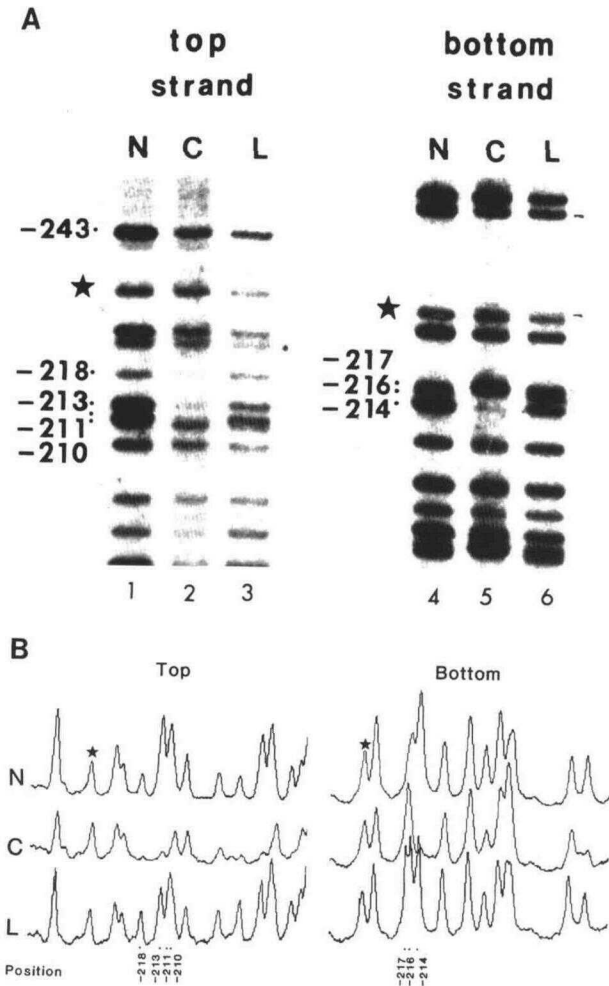 A
top
strand
bottom
strand
N C L
N C L
-243·
★
-218·
-213:
-211:
-210
★
-217
-216:
-214·
1 2 3
4 5 6
B
Top
Bottom
★
★
N
C
L
Position
-218·
-213:
-211:
-210
-217:
-216
-214: